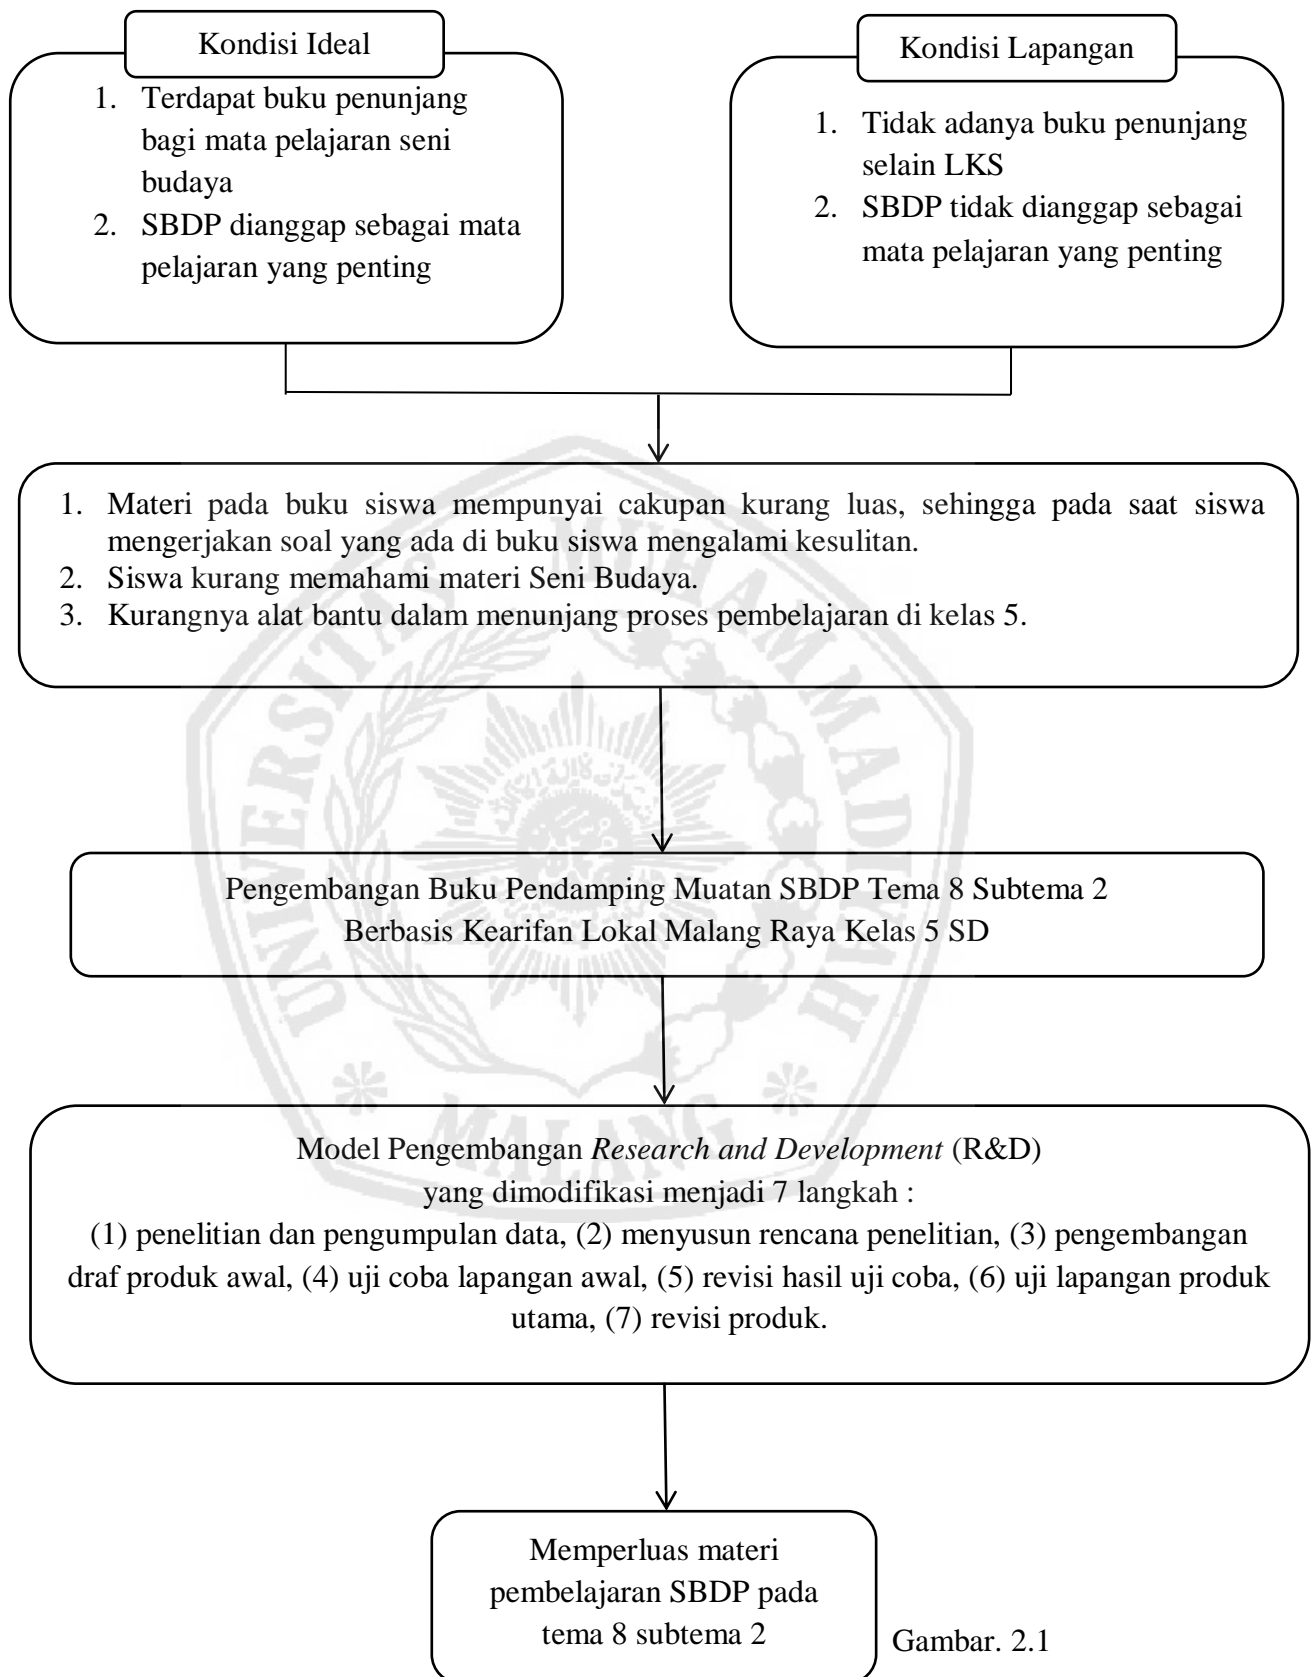 Kondisi Ideal
1. Terdapat buku penunjang
bagi mata pelajaran seni
budaya
2. SBDP dianggap sebagai mata
pelajaran yang penting
Kondisi Lapangan
1. Tidak adanya buku penunjang
selain LKS
2. SBDP tidak dianggap sebagai
mata pelajaran yang penting
1. Materi pada buku siswa mempunyai cakupan kurang luas, sehingga pada saat siswa
mengerjakan soal yang ada di buku siswa mengalami kesulitan.
2. Siswa kurang memahami materi Seni Budaya.
3. Kurangnya alat bantu dalam menunjang proses pembelajaran di kelas 5.
Pengembangan Buku Pendamping Muatan SBDP Tema 8 Subtema 2
Berbasis Kearifan Lokal Malang Raya Kelas 5 SD
Model Pengembangan Research and Development (R&D)
yang dimodifikasi menjadi 7 langkah :
(1) penelitian dan pengumpulan data, (2) menyusun rencana penelitian, (3) pengembangan
draf produk awal, (4) uji coba lapangan awal, (5) revisi hasil uji coba, (6) uji lapangan produk
utama, (7) revisi produk.
Memperluas materi
pembelajaran SBDP pada
tema 8 subtema 2
Gambar. 2.1
UNIVERSITAS MUHAMMADIYAH
MALANG